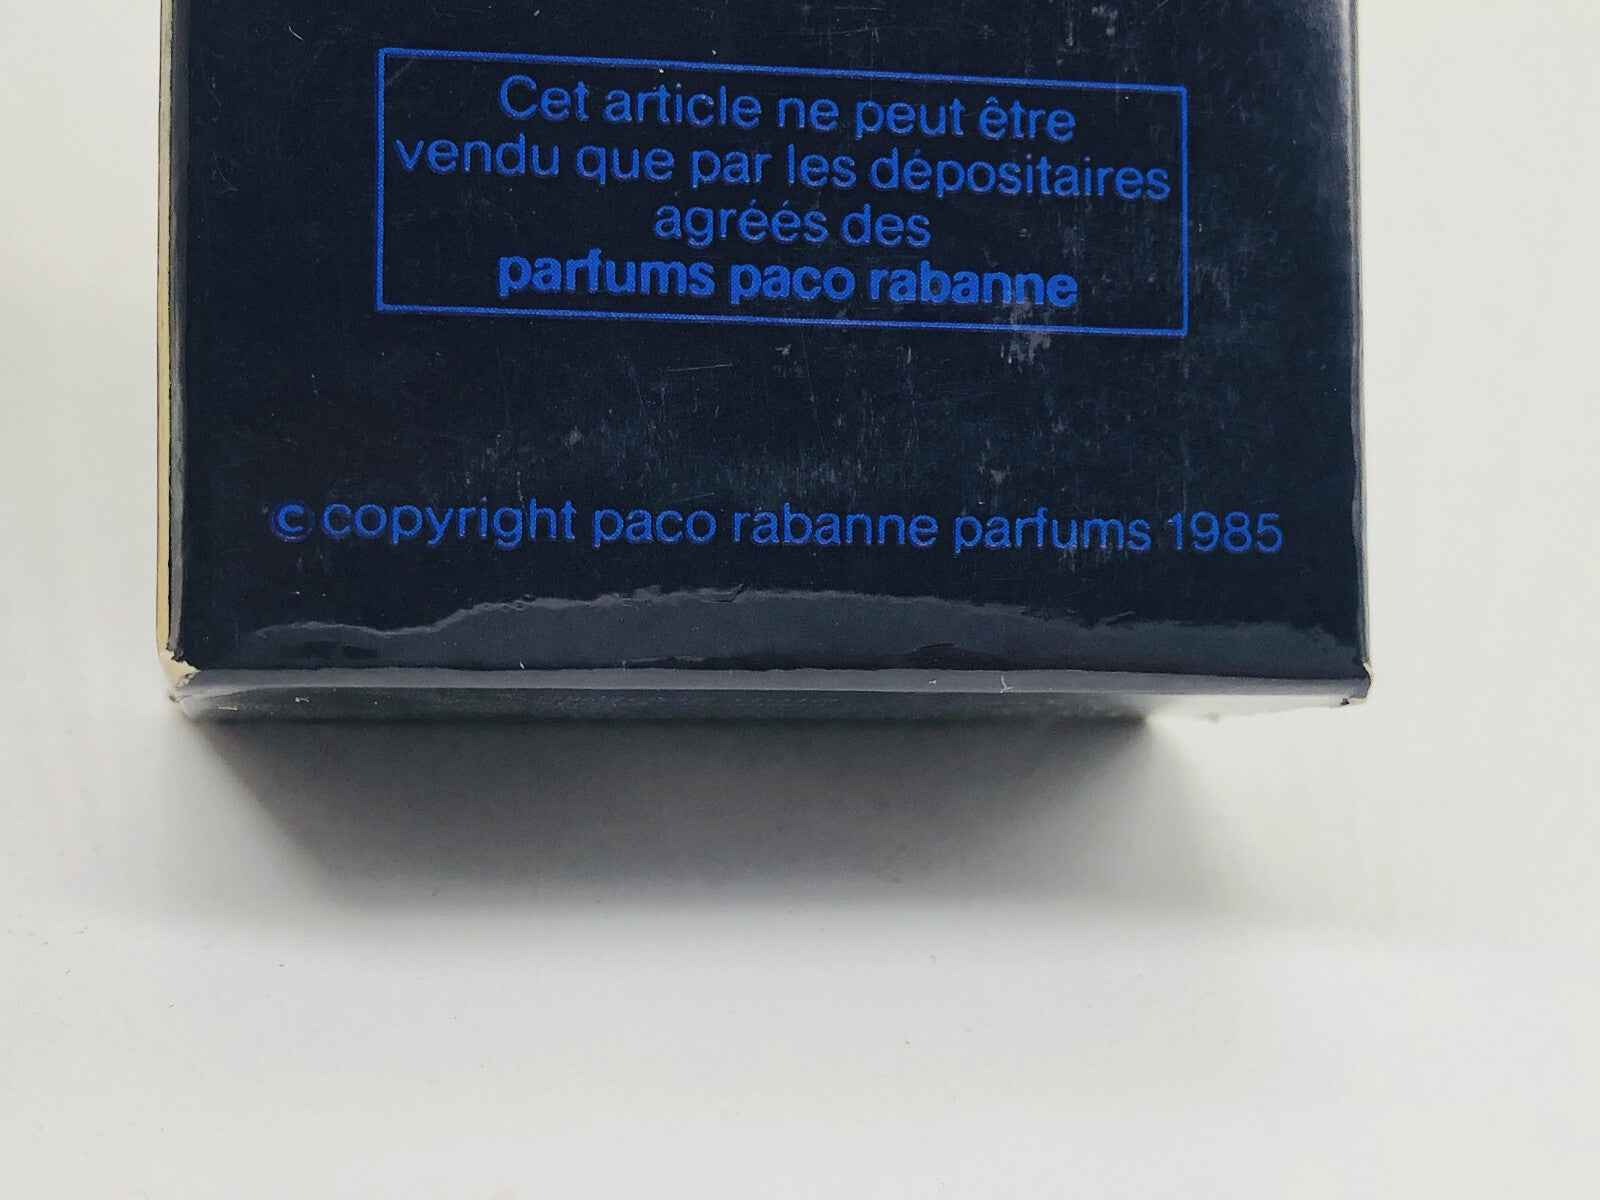 Cet article ne peut être
vendu que par les dépositaires
agréés des
parfums paco rabanne
© copyright paco rabanne parfums 1985